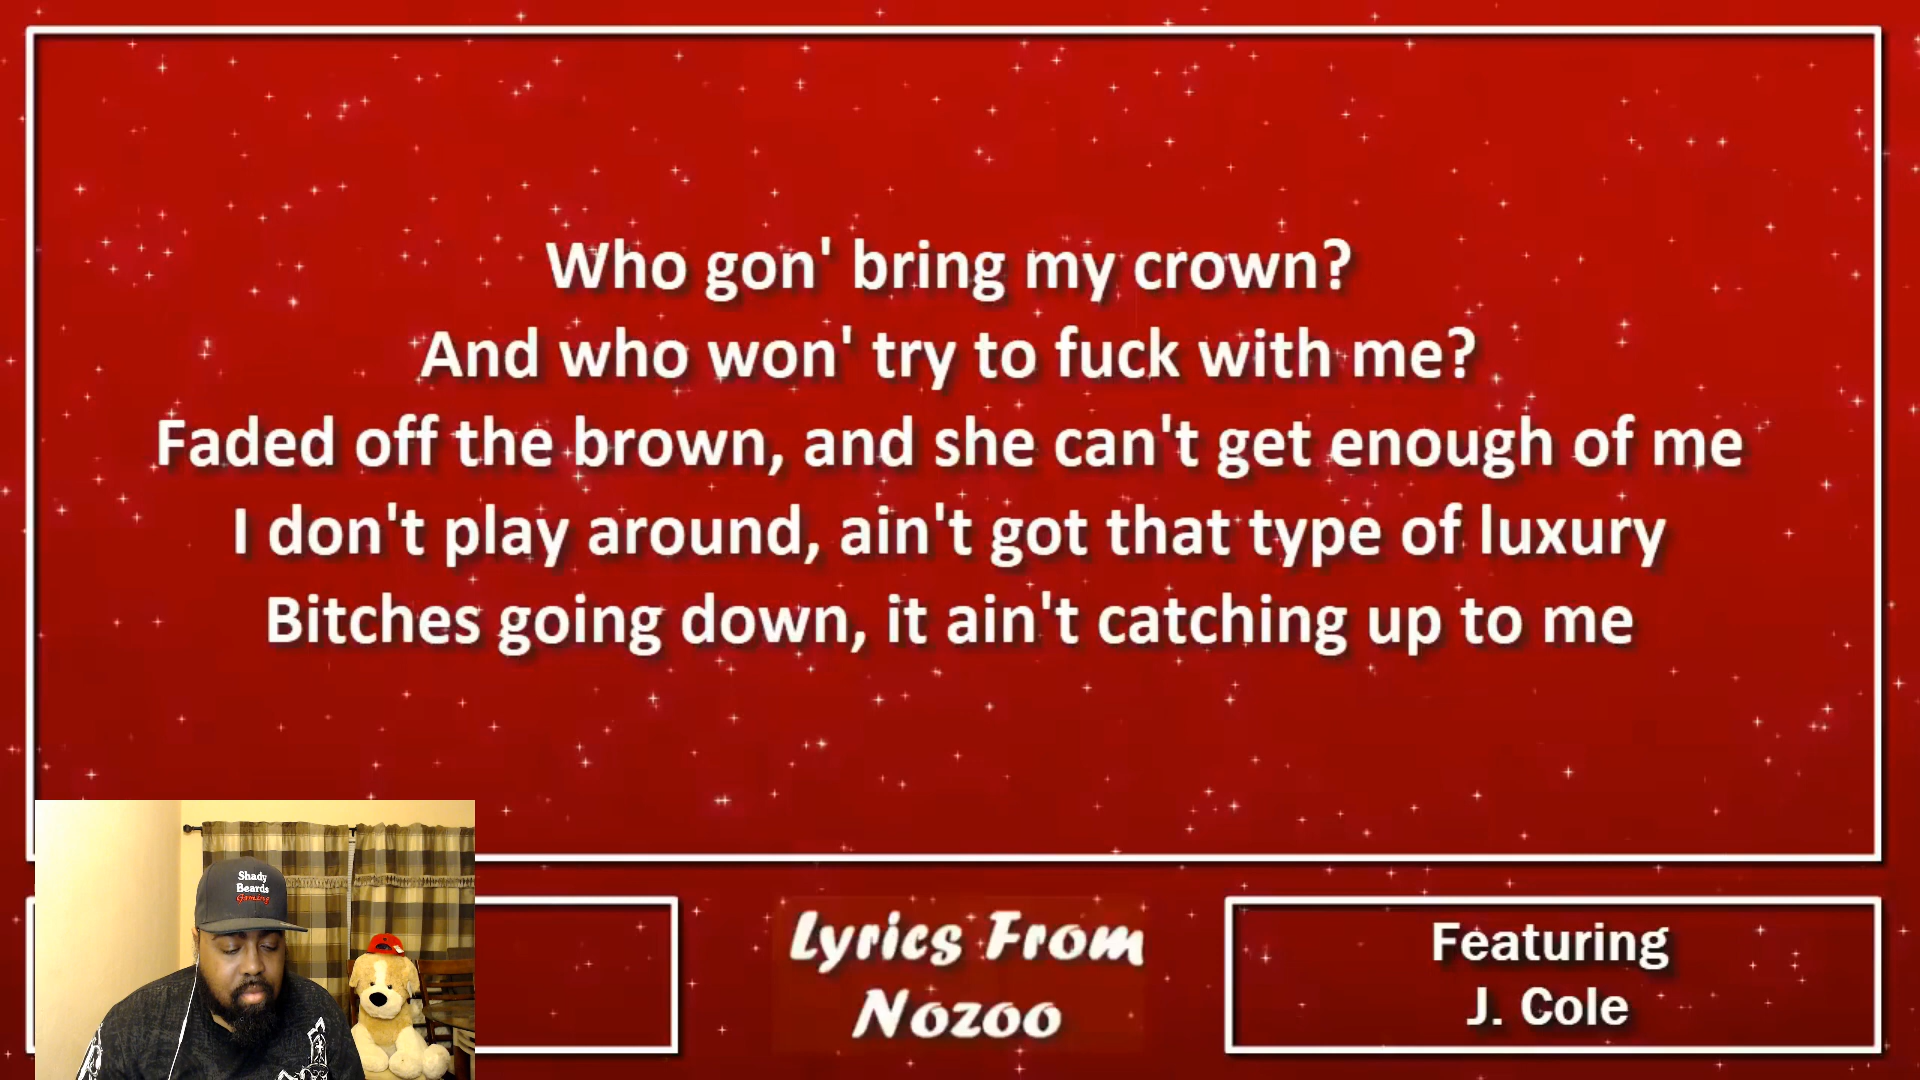 Who gon' bring my crown?
And who won' try to fuck with me?
Faded off the brown, and she can't get enough of me
I don't play around, ain't got that type of luxury
Bitches going down, it ain't catching up to me
Shady
Beards
Gaming
Lyrics From
Nozoo
Featuring
J. Cole